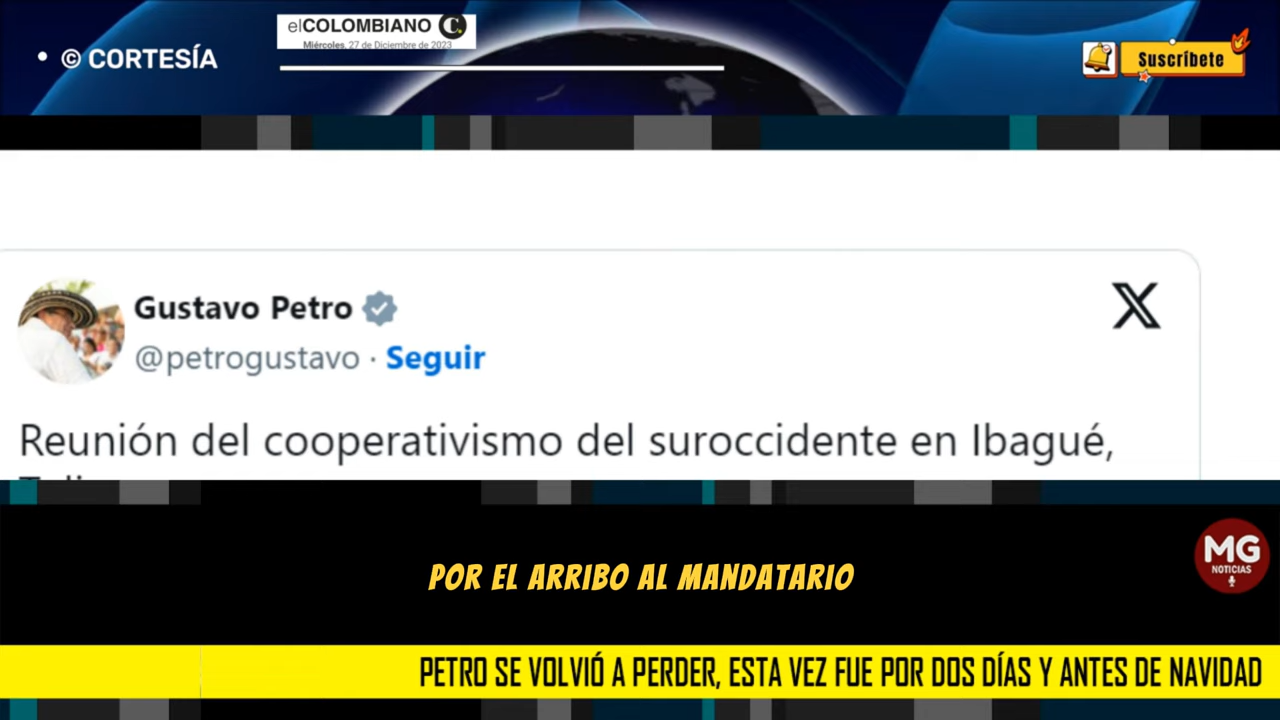 elCOLOMBIANO C.
Miércoles, 27 de Diciembre de 2023
• © CORTESÍA
Suscríbete
Gustavo Petro
@petrogustavo · Seguir
X
Reunión del cooperativismo del suroccidente en Ibagué,
MG
NOTICIAS
POR EL ARRIBO AL MANDATARIO
PETRO SE VOLVIÓ A PERDER, ESTA VEZ FUE POR DOS DÍAS Y ANTES DE NAVIDAD